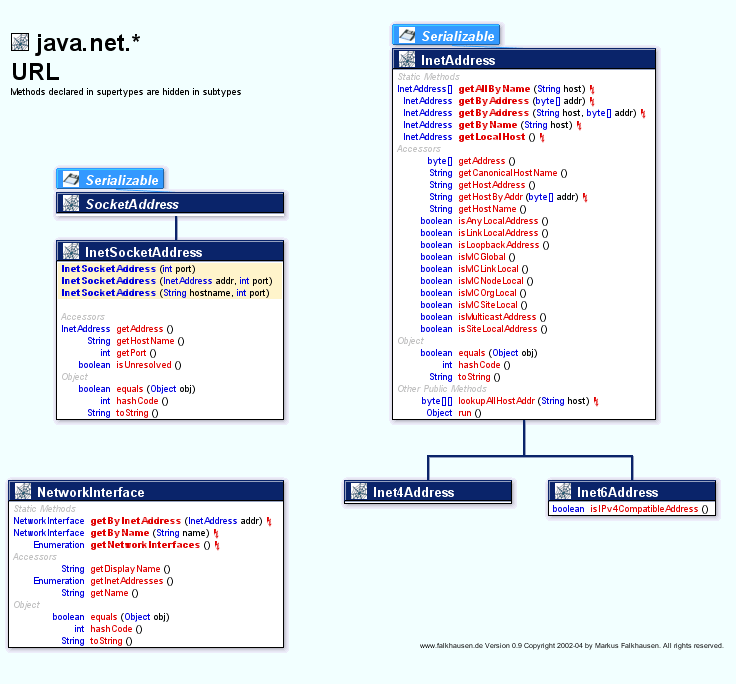 java.net.*
URL
Methods declared in supertypes are hidden in subtypes
Serializable
SocketAddress
InetSocketAddress
InetSocketAddress (int port)
InetSocketAddress (InetAddress addr, int port)
InetSocketAddress (String hostname, int port)
Accessors
InetAddress getAddress ()
String getHostName ()
int getPort ()
boolean isUnresolved ()
Object
boolean equals (Object obj)
int hashCode ()
String toString ()
NetworkInterface
Static Methods
NetworkInterface getByInetAddress (InetAddress addr)
NetworkInterface getByName (String name)
Enumeration getNetworkInterfaces ()
Accessors
String getDisplayName ()
Enumeration getInetAddresses ()
String getName ()
Object
boolean equals (Object obj)
int hashCode ()
String toString ()
Serializable
InetAddress
Static Methods
InetAddress[] getAllByName (String host)
InetAddress getByAddress (byte[] addr)
InetAddress getByAddress (String host, byte[] addr)
InetAddress getByName (String host)
InetAddress getLocalHost ()
Accessors
byte[] getAddress ()
String getCanonicalHostName ()
String getHostAddress ()
String getHostByAddr (byte[] addr)
String getHostName ()
boolean isAnyLocalAddress ()
boolean isLinkLocalAddress ()
boolean isLoopbackAddress ()
boolean isMCGlobal ()
boolean isMCLinkLocal ()
boolean isMCNodeLocal ()
boolean isMCOrgLocal ()
boolean isMCSiteLocal ()
boolean isMulticastAddress ()
boolean isSiteLocalAddress ()
Object
boolean equals (Object obj)
int hashCode ()
String toString ()
Other Public Methods
byte[][] lookupAllHostAddr (String host)
Object run ()
Inet4Address
Inet6Address
boolean isIPv4CompatibleAddress ()
www.falkhausen.de Version 0.9 Copyright 2002-04 by Markus Falkhausen. All rights reserved.